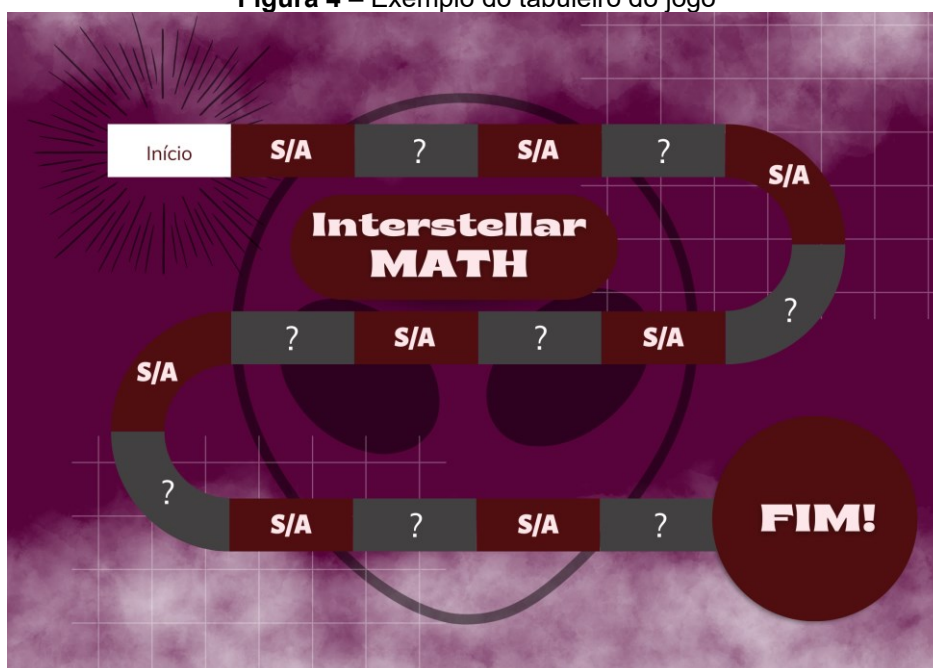 Figura 4 – Exemplo do tabuleiro do jogo
Início S/A ? S/A ? S/A
Interstellar
MATH
?
S/A ? S/A ? S/A
?
S/A ? S/A ? FIM!